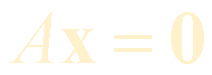 Ax = 0